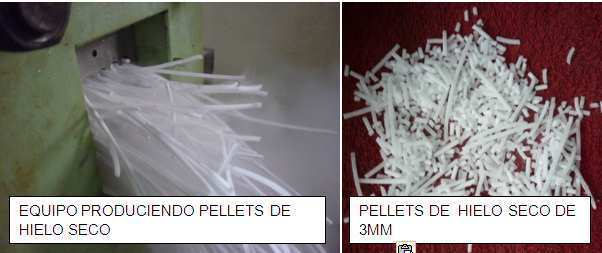 EQUIPO PRODUCIENDO PELLETS DE
HIELO SECO
PELLETS DE HIELO SECO DE
3MM